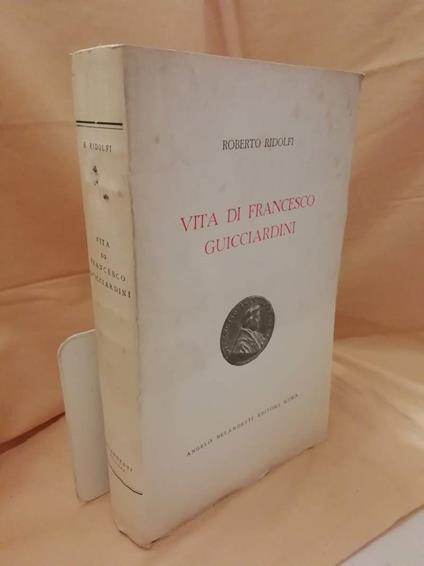 ROBERTO RIDOLFI
VITA DI FRANCESCO
GUICCIARDINI
ANGELO BELARDETTI EDITORE ROMA
R. RIDOLFI
VITA
DI
FRANCESCO
GUICCIARDINI